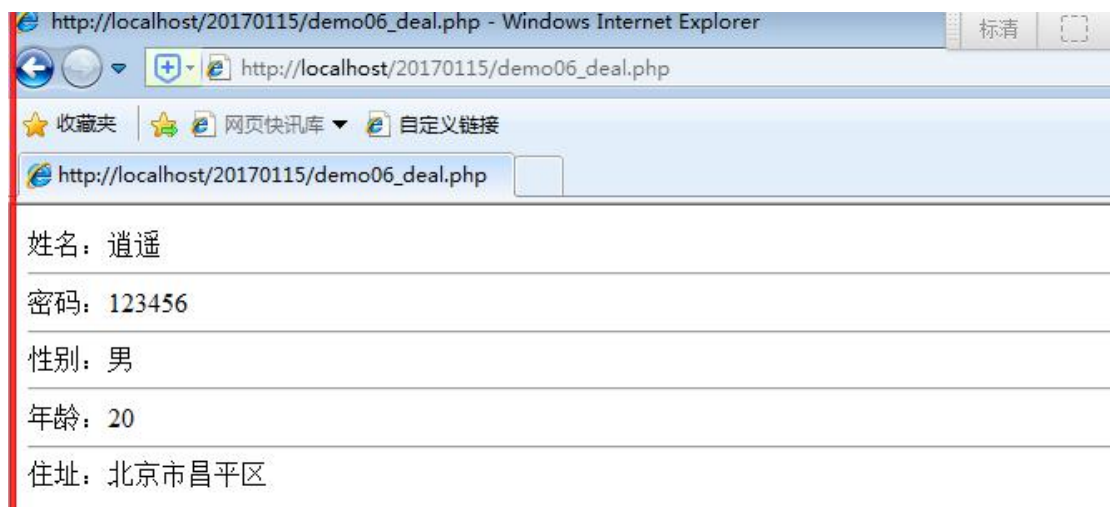 http://localhost/20170115/demo06_deal.php - Windows Internet Explorer
标清
http://localhost/20170115/demo06_deal.php
收藏夹 网页快讯库 自定义链接
http://localhost/20170115/demo06_deal.php
姓名：逍遥
密码：123456
性别：男
年龄：20
住址：北京市昌平区